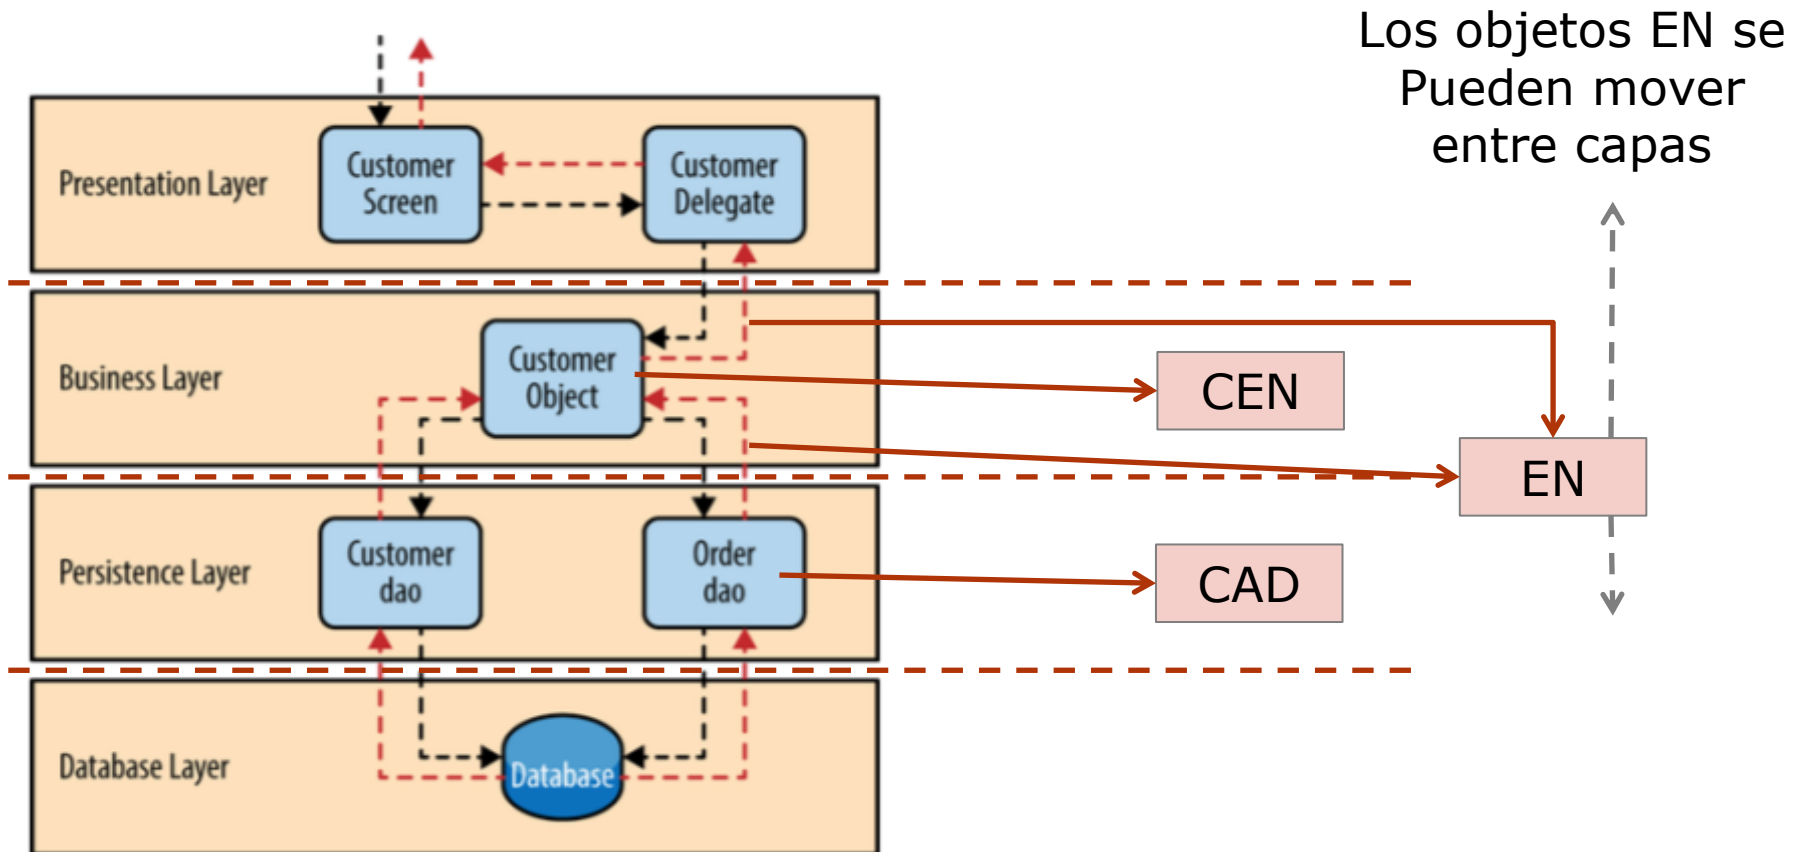 Los objetos EN se
Pueden mover
entre capas
Presentation Layer
Customer
Screen
Customer
Delegate
Business Layer
Customer
Object
CEN
EN
Persistence Layer
Customer
dao
Order
dao
CAD
Database Layer
Database